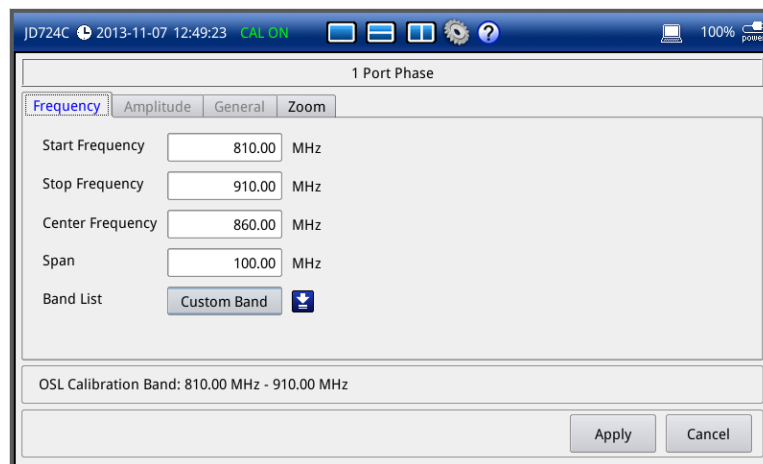 JD724C 2013-11-07 12:49:23 CAL ON ? 100% power
1 Port Phase
Frequency Amplitude General Zoom
Start Frequency 810.00 MHz
Stop Frequency 910.00 MHz
Center Frequency 860.00 MHz
Span 100.00 MHz
Band List Custom Band
OSL Calibration Band: 810.00 MHz - 910.00 MHz
Apply Cancel